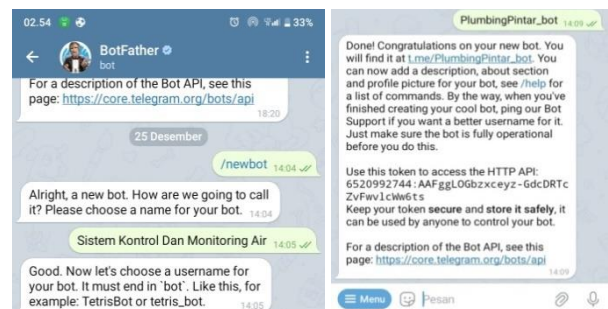 02.54 33%
BotFather
bot
For a description of the Bot API, see this
page: https://core.telegram.org/bots/api
18:20
25 Desember
/newbot 14:04
Alright, a new bot. How are we going to call
it? Please choose a name for your bot. 14:04
Sistem Kontrol Dan Monitoring Air 14:05
Good. Now let's choose a username for
your bot. It must end in `bot`. Like this, for
example: TetrisBot or tetris_bot. 14:05
PlumbingPintar_bot 14:09
Done! Congratulations on your new bot. You
will find it at t.me/PlumbingPintar_bot. You
can now add a description, about section
and profile picture for your bot, see /help for
a list of commands. By the way, when you've
finished creating your cool bot, ping our Bot
Support if you want a better username for it.
Just make sure the bot is fully operational
before you do this.
Use this token to access the HTTP API:
6520992744:AAFggLOGbzxceyz-GdcDRTc
ZvFwvlcWw6ts
Keep your token secure and store it safely, it
can be used by anyone to control your bot.
For a description of the Bot API, see this
page: https://core.telegram.org/bots/api
14:09
Menu Pesan